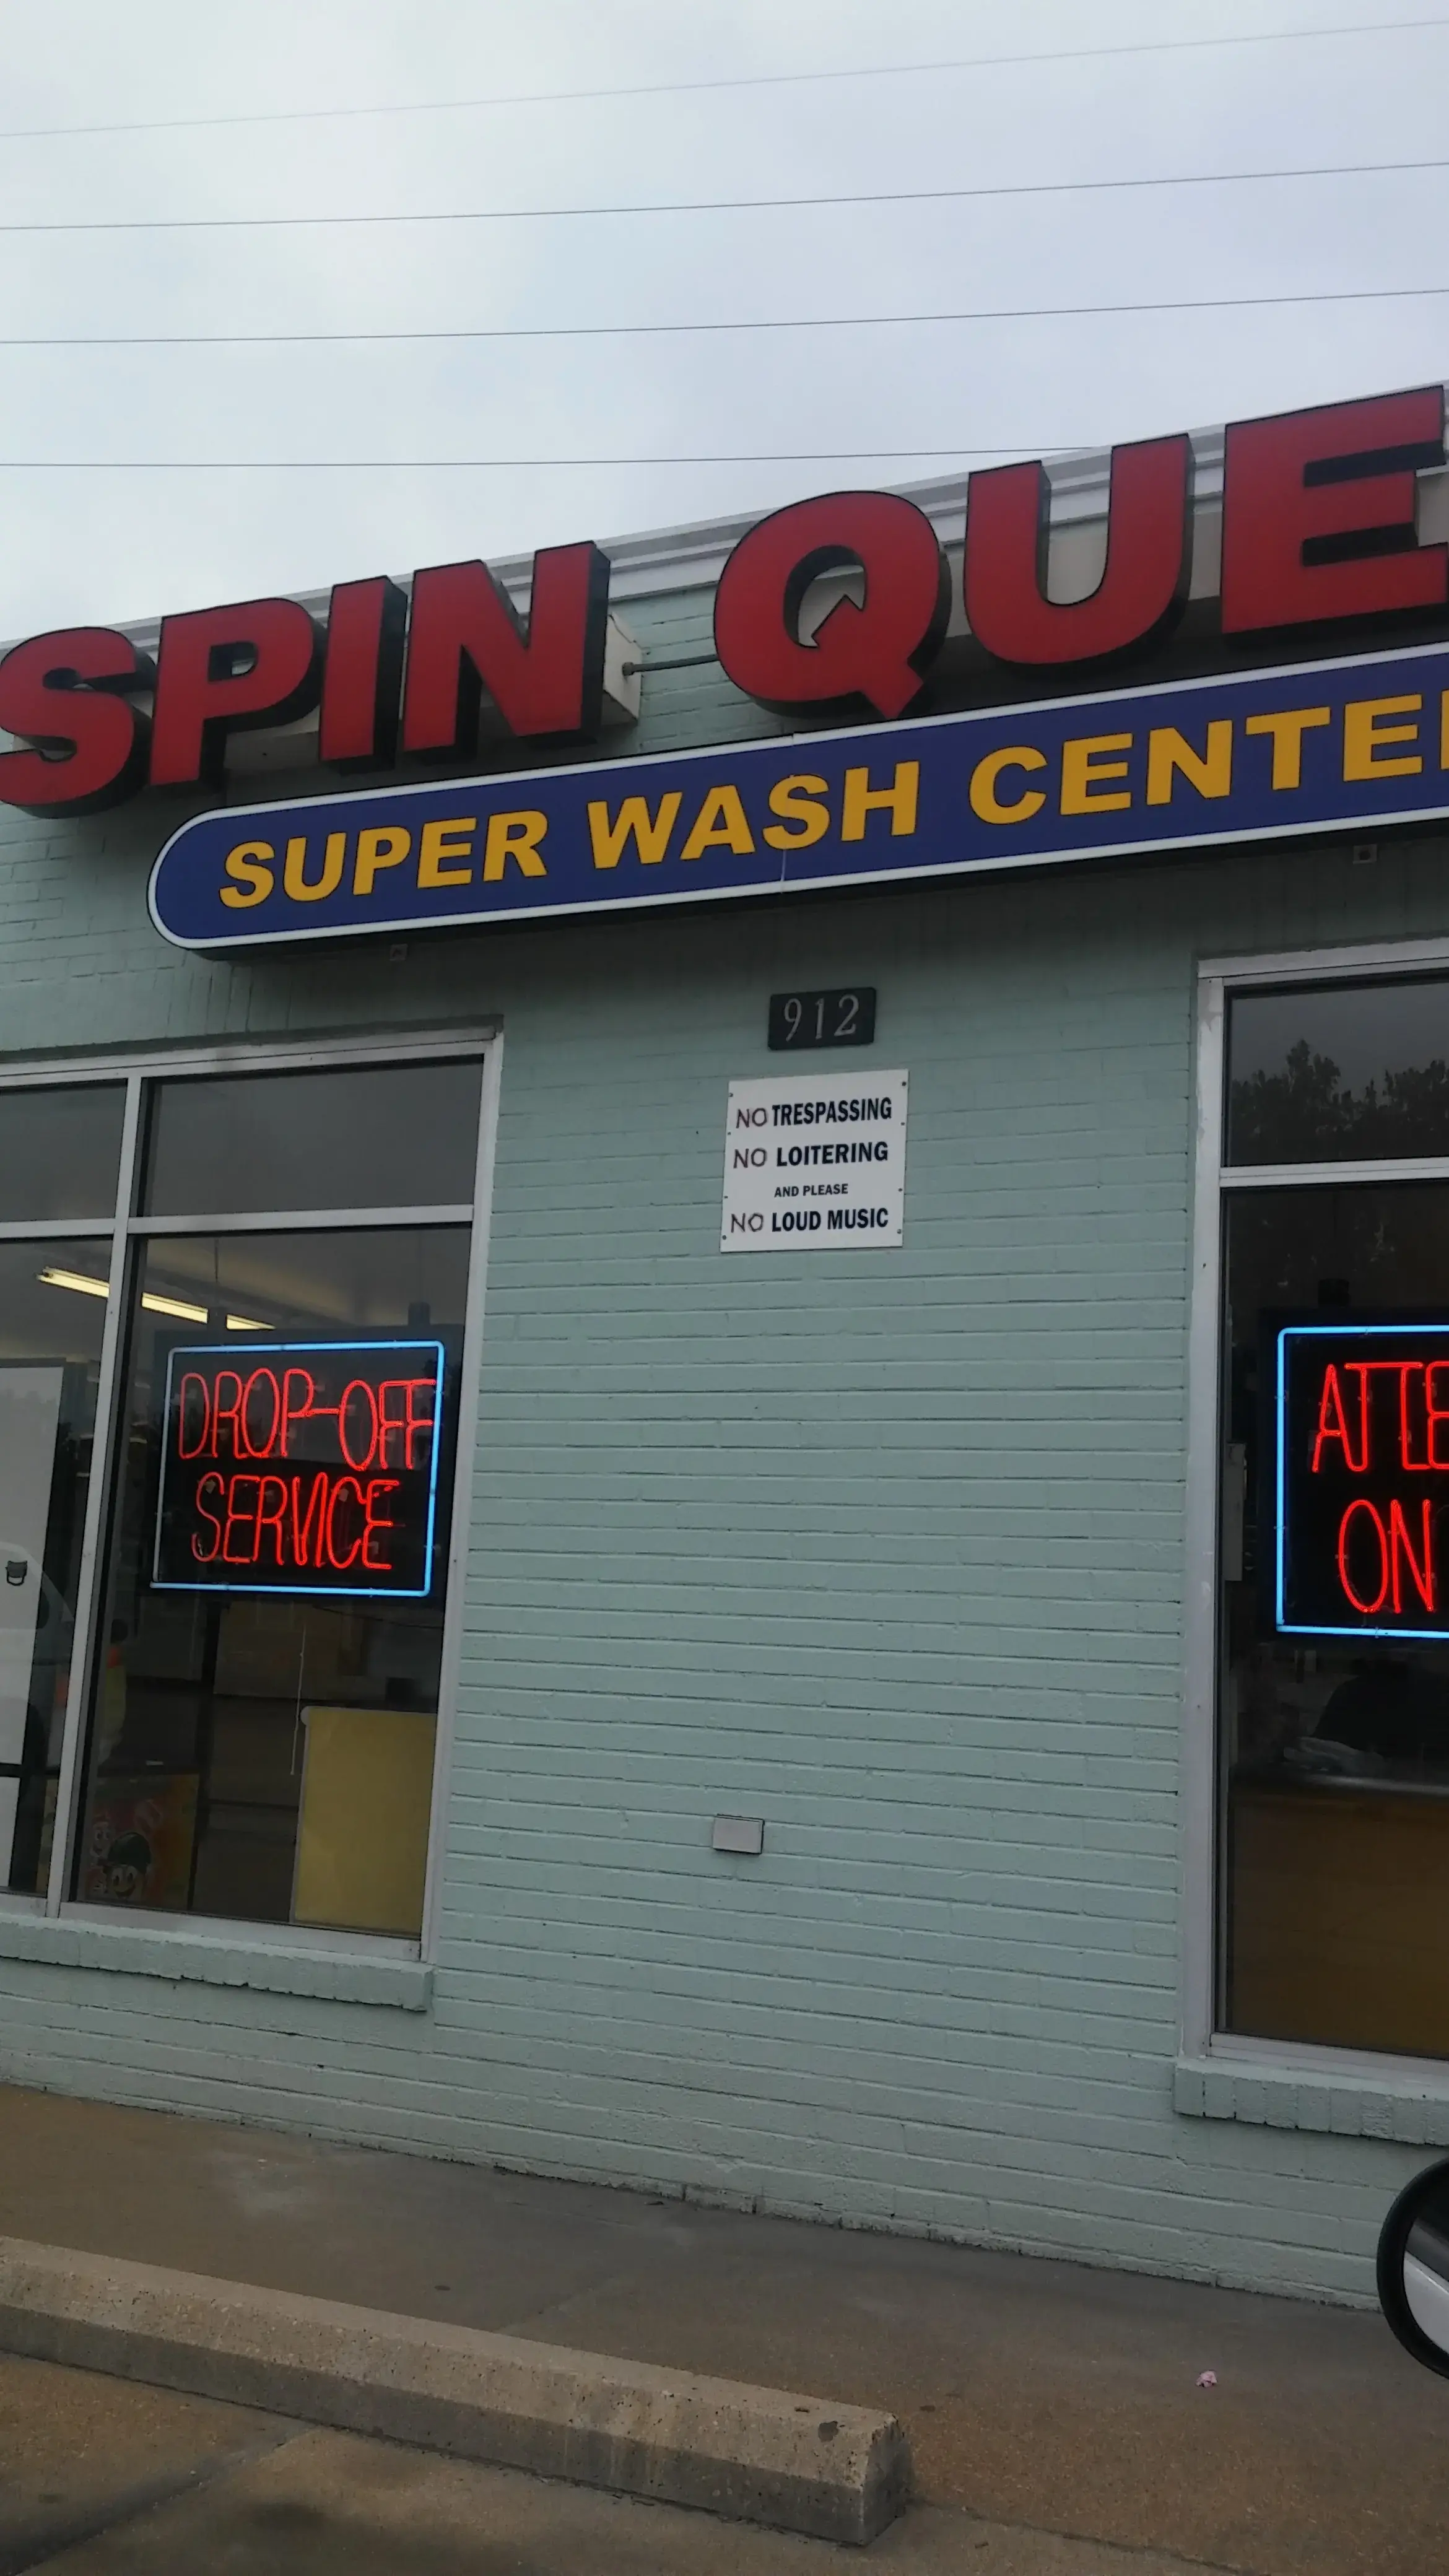 SPIN QUE
SUPER WASH CENTE
912
NO TRESPASSING
NO LOITERING
AND PLEASE
NO LOUD MUSIC
DROP-OFF
SERVICE
ATTE
ON